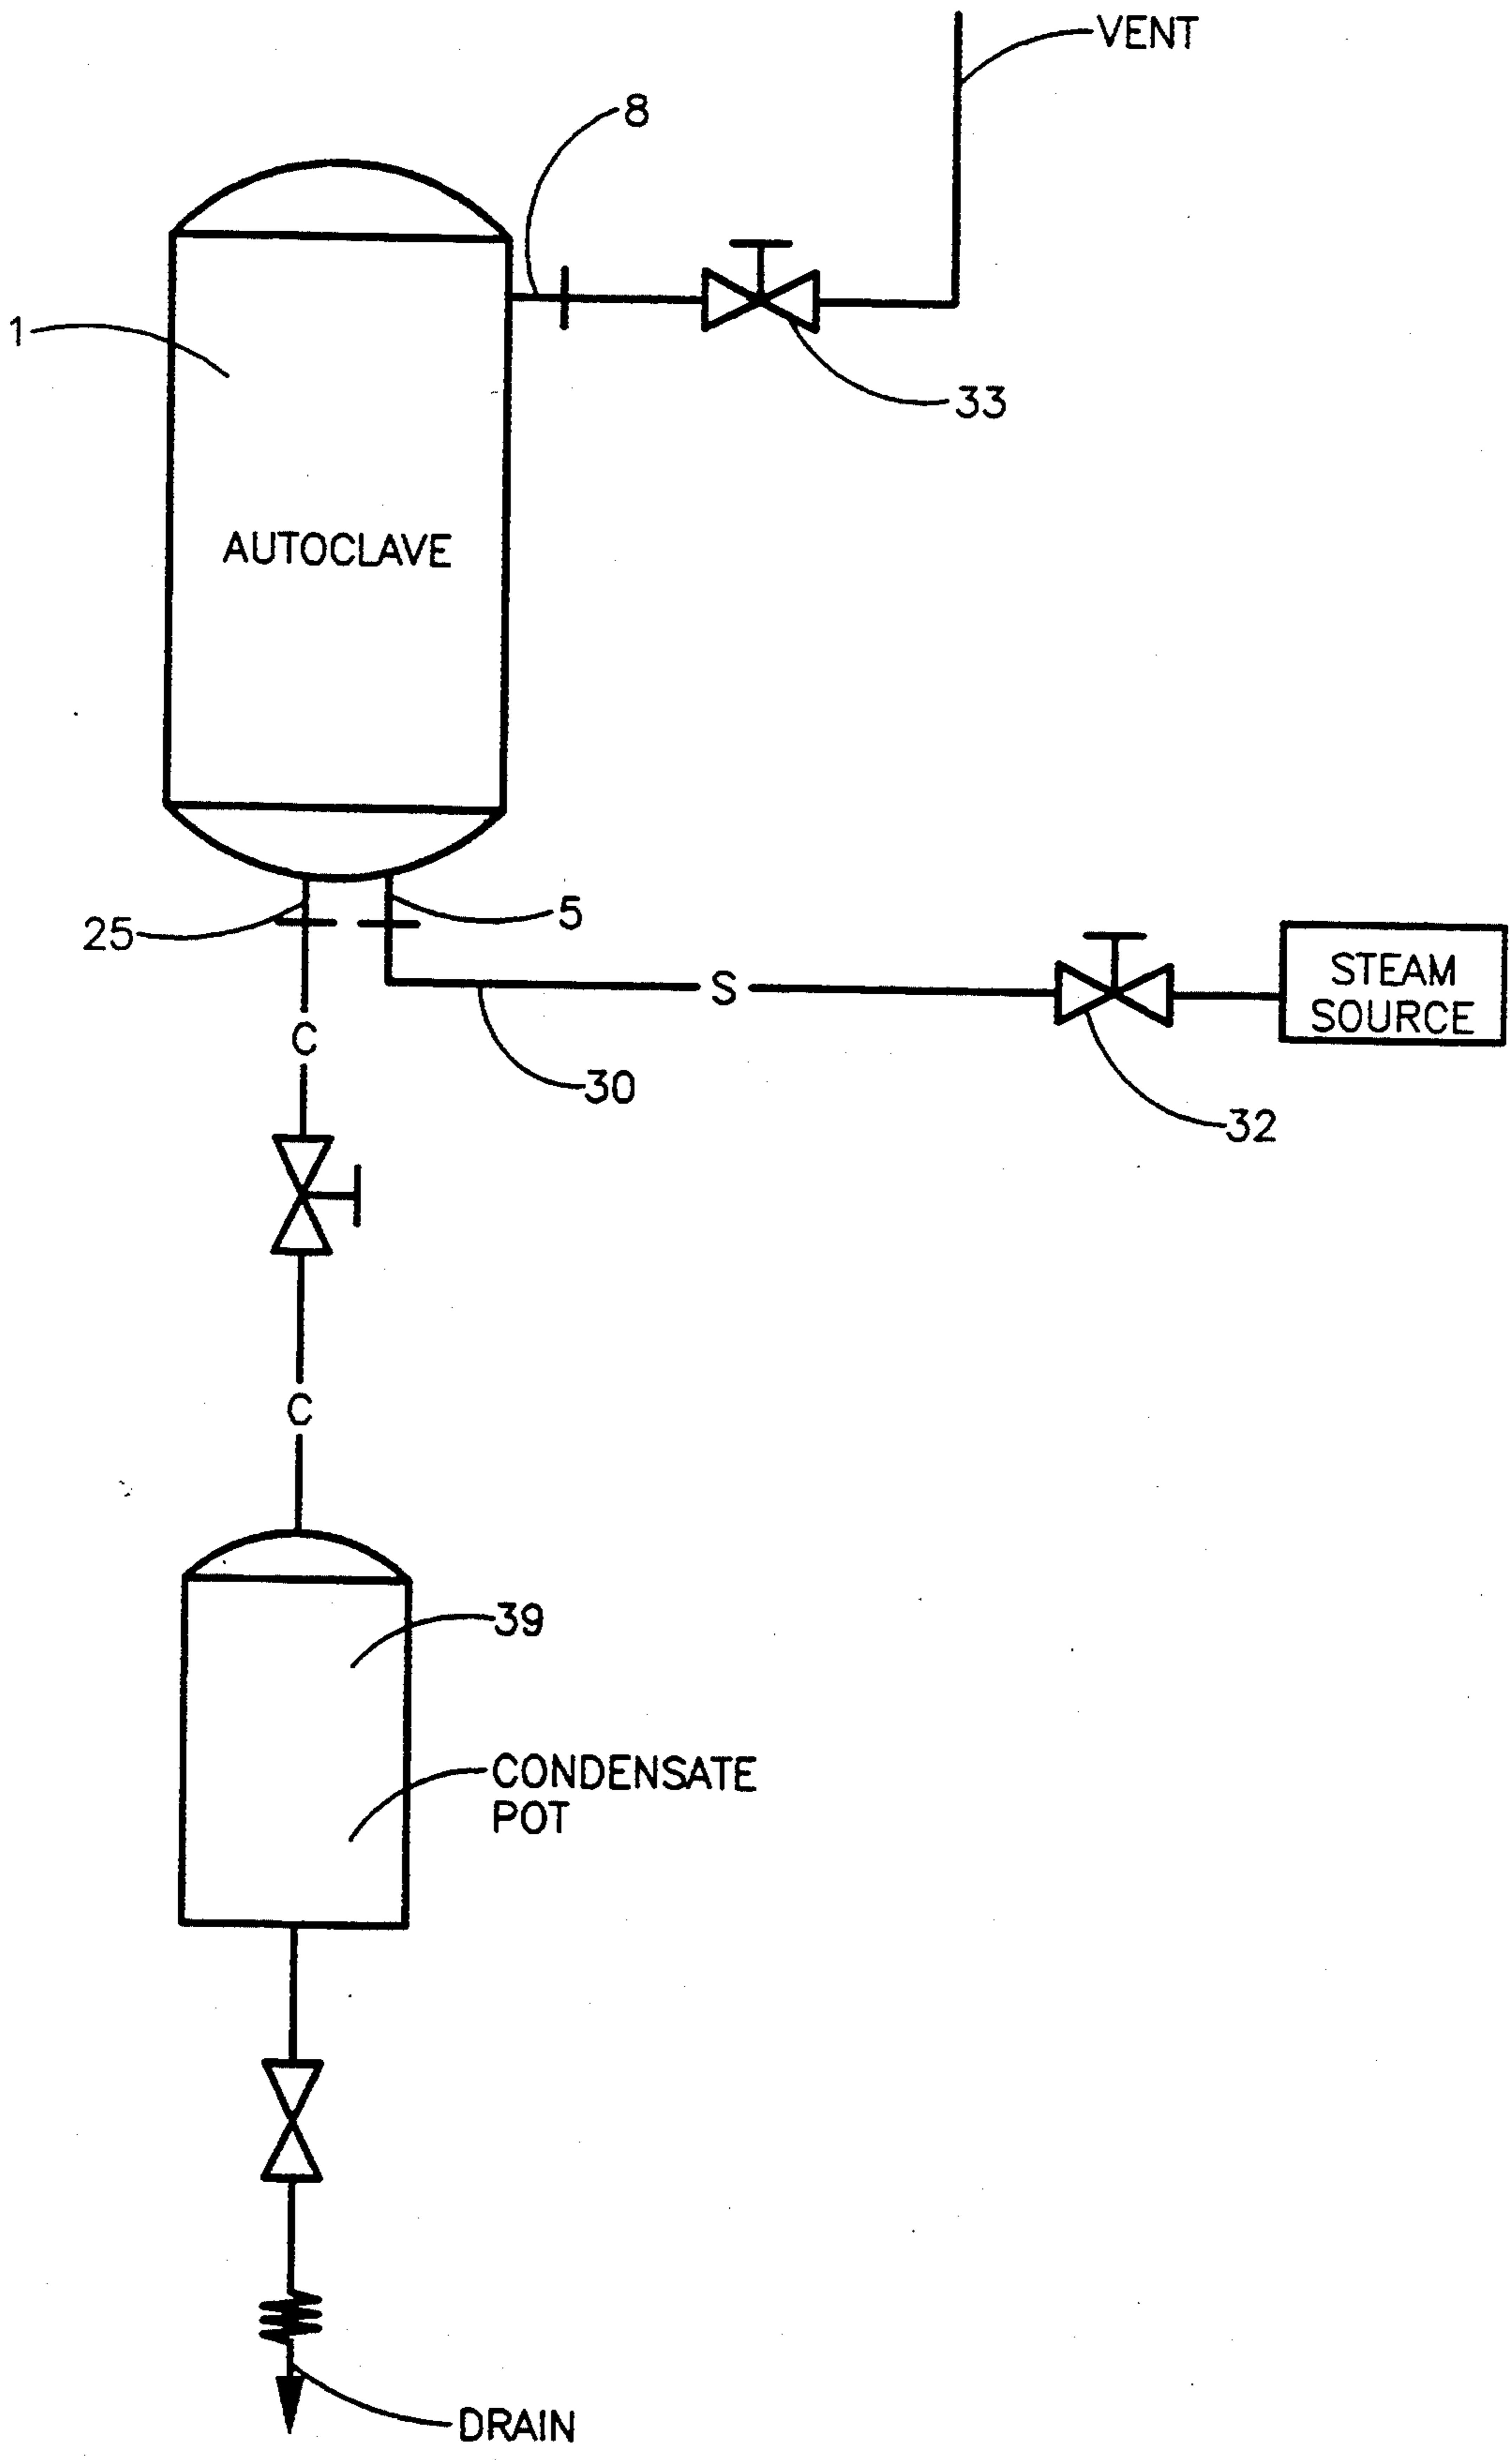 VENT
8
1
33
AUTOCLAVE
25
5
S
STEAM
SOURCE
C
30
32
C
39
CONDENSATE
POT
DRAIN